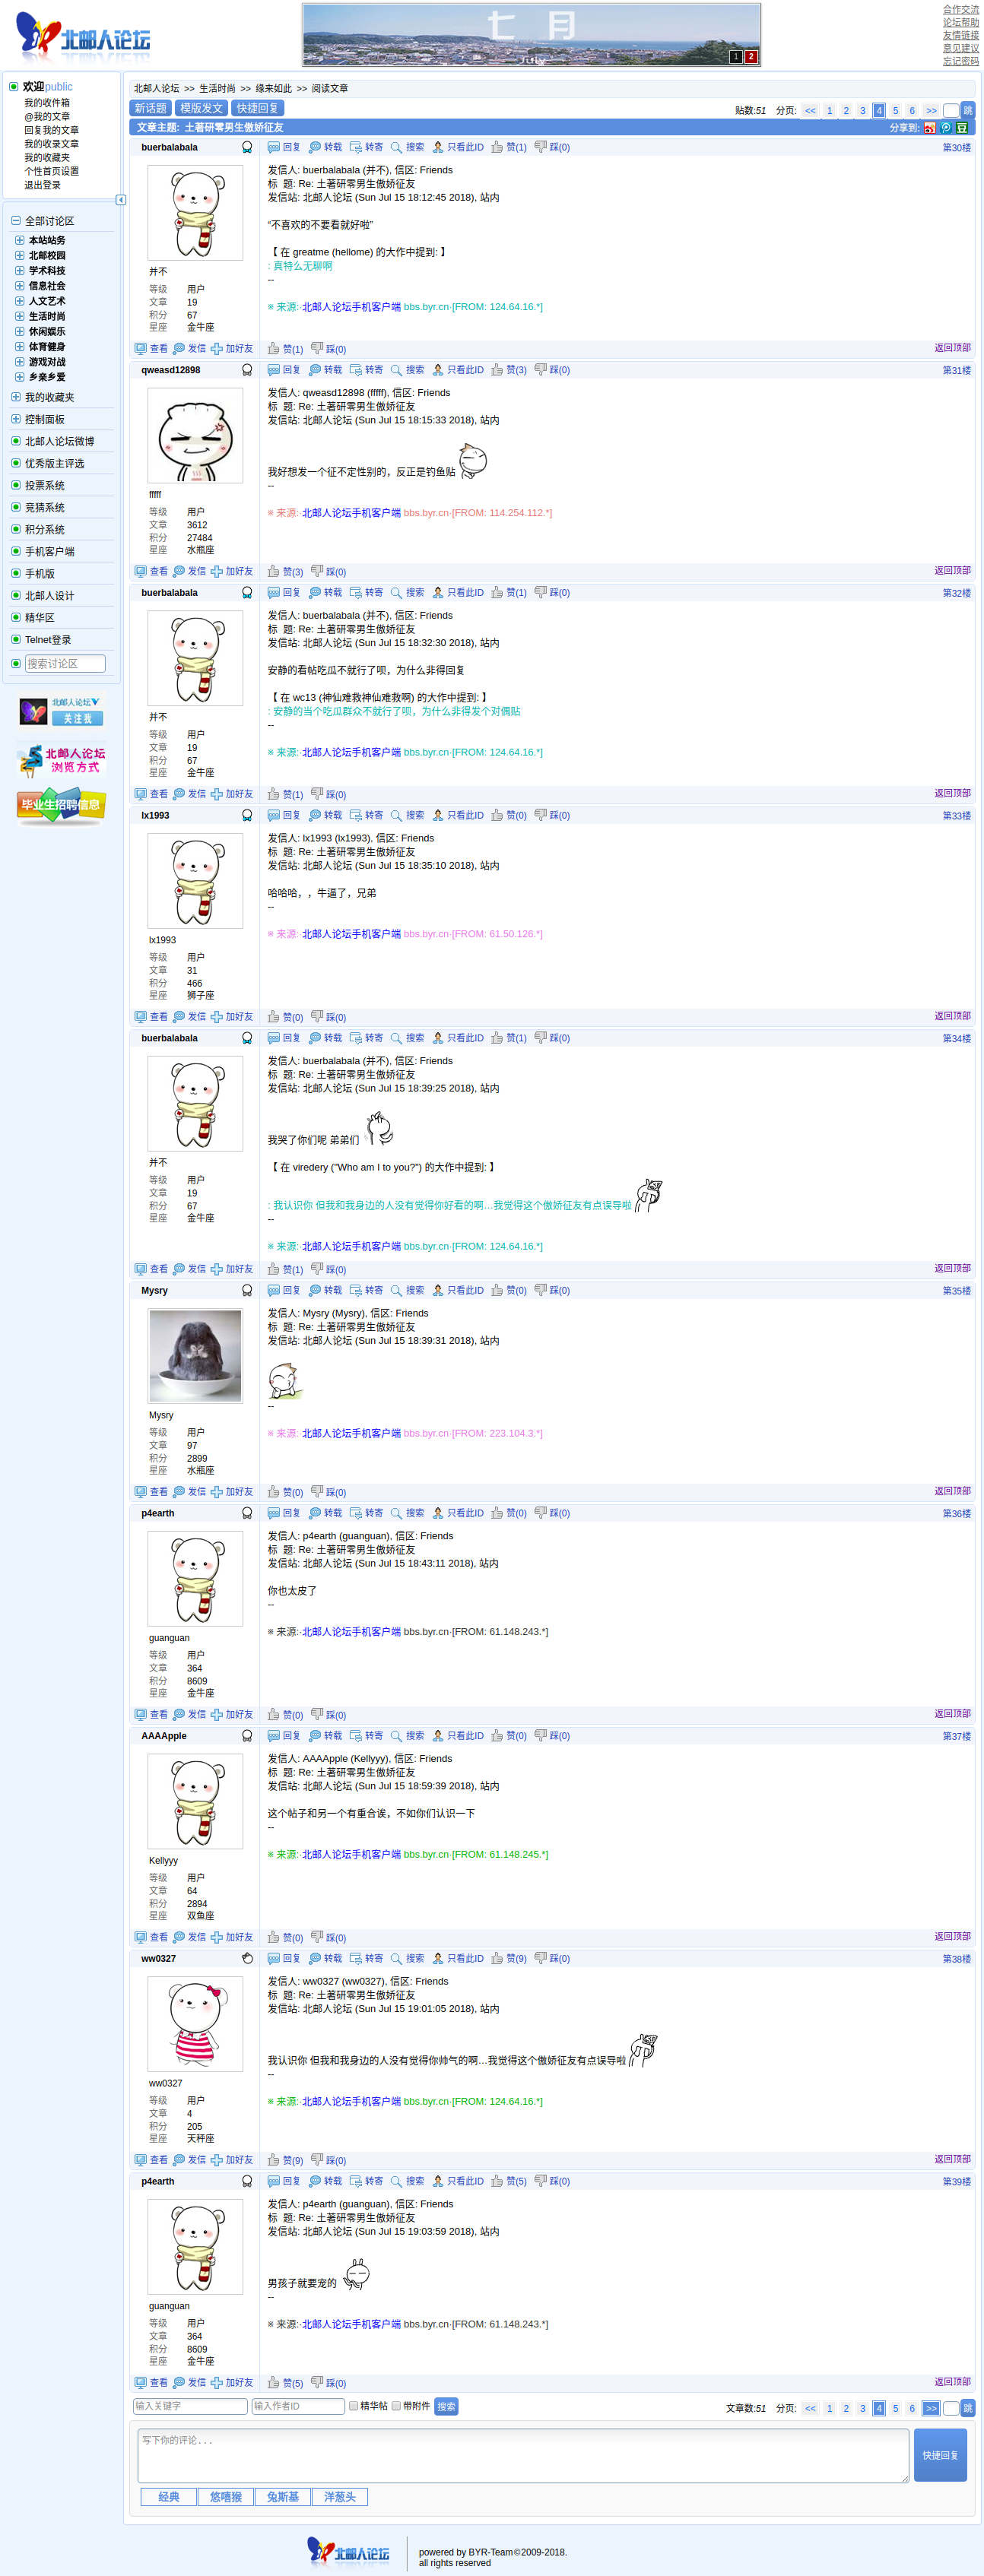 北邮人论坛
七 月
July
1 2
合作交流
论坛帮助
友情链接
意见建议
忘记密码
欢迎public
我的收件箱
@我的文章
回复我的文章
我的收录文章
我的收藏夹
个性首页设置
退出登录
全部讨论区
本站站务
北邮校园
学术科技
信息社会
人文艺术
生活时尚
休闲娱乐
体育健身
游戏对战
乡亲乡爱
我的收藏夹
控制面板
北邮人论坛微博
优秀版主评选
投票系统
竞猜系统
积分系统
手机客户端
手机版
北邮人设计
精华区
Telnet登录
搜索讨论区
北邮人论坛
关注我
北邮人论坛
浏览方式
毕业生招聘信息
北邮人论坛 >> 生活时尚 >> 缘来如此 >> 阅读文章
新话题 模版发文 快捷回复
贴数:51 分页: << 1 2 3 4 5 6 >> 跳
文章主题: 土著研零男生傲娇征友
分享到:
buerbalabala
回复 转载 转寄 搜索 只看此ID 赞(1) 踩(0) 第30楼
并不
等级 用户
文章 19
积分 67
星座 金牛座
发信人: buerbalabala (并不), 信区: Friends
标 题: Re: 土著研零男生傲娇征友
发信站: 北邮人论坛 (Sun Jul 15 18:12:45 2018), 站内
“不喜欢的不要看就好啦”
【 在 greatme (hellome) 的大作中提到: 】
: 真特么无聊啊
--
※ 来源:·北邮人论坛手机客户端 bbs.byr.cn·[FROM: 124.64.16.*]
查看 发信 加好友 赞(1) 踩(0) 返回顶部
qweasd12898
回复 转载 转寄 搜索 只看此ID 赞(3) 踩(0) 第31楼
fffff
等级 用户
文章 3612
积分 27484
星座 水瓶座
发信人: qweasd12898 (fffff), 信区: Friends
标 题: Re: 土著研零男生傲娇征友
发信站: 北邮人论坛 (Sun Jul 15 18:15:33 2018), 站内
我好想发一个征不定性别的，反正是钓鱼贴
--
※ 来源:·北邮人论坛手机客户端 bbs.byr.cn·[FROM: 114.254.112.*]
查看 发信 加好友 赞(3) 踩(0) 返回顶部
buerbalabala
回复 转载 转寄 搜索 只看此ID 赞(1) 踩(0) 第32楼
并不
等级 用户
文章 19
积分 67
星座 金牛座
发信人: buerbalabala (并不), 信区: Friends
标 题: Re: 土著研零男生傲娇征友
发信站: 北邮人论坛 (Sun Jul 15 18:32:30 2018), 站内
安静的看帖吃瓜不就行了呗，为什么非得回复
【 在 wc13 (神仙难救神仙难救啊) 的大作中提到: 】
: 安静的当个吃瓜群众不就行了呗，为什么非得发个对偶贴
--
※ 来源:·北邮人论坛手机客户端 bbs.byr.cn·[FROM: 124.64.16.*]
查看 发信 加好友 赞(1) 踩(0) 返回顶部
lx1993
回复 转载 转寄 搜索 只看此ID 赞(0) 踩(0) 第33楼
lx1993
等级 用户
文章 31
积分 466
星座 狮子座
发信人: lx1993 (lx1993), 信区: Friends
标 题: Re: 土著研零男生傲娇征友
发信站: 北邮人论坛 (Sun Jul 15 18:35:10 2018), 站内
哈哈哈，，牛逼了，兄弟
--
※ 来源:·北邮人论坛手机客户端 bbs.byr.cn·[FROM: 61.50.126.*]
查看 发信 加好友 赞(0) 踩(0) 返回顶部
buerbalabala
回复 转载 转寄 搜索 只看此ID 赞(1) 踩(0) 第34楼
并不
等级 用户
文章 19
积分 67
星座 金牛座
发信人: buerbalabala (并不), 信区: Friends
标 题: Re: 土著研零男生傲娇征友
发信站: 北邮人论坛 (Sun Jul 15 18:39:25 2018), 站内
我哭了你们呢 弟弟们
【 在 viredery ("Who am I to you?") 的大作中提到: 】
: 我认识你 但我和我身边的人没有觉得你好看的啊…我觉得这个傲娇征友有点误导啦
--
※ 来源:·北邮人论坛手机客户端 bbs.byr.cn·[FROM: 124.64.16.*]
查看 发信 加好友 赞(1) 踩(0) 返回顶部
Mysry
回复 转载 转寄 搜索 只看此ID 赞(0) 踩(0) 第35楼
Mysry
等级 用户
文章 97
积分 2899
星座 水瓶座
发信人: Mysry (Mysry), 信区: Friends
标 题: Re: 土著研零男生傲娇征友
发信站: 北邮人论坛 (Sun Jul 15 18:39:31 2018), 站内
--
※ 来源:·北邮人论坛手机客户端 bbs.byr.cn·[FROM: 223.104.3.*]
查看 发信 加好友 赞(0) 踩(0) 返回顶部
p4earth
回复 转载 转寄 搜索 只看此ID 赞(0) 踩(0) 第36楼
guanguan
等级 用户
文章 364
积分 8609
星座 金牛座
发信人: p4earth (guanguan), 信区: Friends
标 题: Re: 土著研零男生傲娇征友
发信站: 北邮人论坛 (Sun Jul 15 18:43:11 2018), 站内
你也太皮了
--
※ 来源:·北邮人论坛手机客户端 bbs.byr.cn·[FROM: 61.148.243.*]
查看 发信 加好友 赞(0) 踩(0) 返回顶部
AAAApple
回复 转载 转寄 搜索 只看此ID 赞(0) 踩(0) 第37楼
Kellyyy
等级 用户
文章 64
积分 2894
星座 双鱼座
发信人: AAAApple (Kellyyy), 信区: Friends
标 题: Re: 土著研零男生傲娇征友
发信站: 北邮人论坛 (Sun Jul 15 18:59:39 2018), 站内
这个帖子和另一个有重合诶，不如你们认识一下
--
※ 来源:·北邮人论坛手机客户端 bbs.byr.cn·[FROM: 61.148.245.*]
查看 发信 加好友 赞(0) 踩(0) 返回顶部
ww0327
回复 转载 转寄 搜索 只看此ID 赞(9) 踩(0) 第38楼
ww0327
等级 用户
文章 4
积分 205
星座 天秤座
发信人: ww0327 (ww0327), 信区: Friends
标 题: Re: 土著研零男生傲娇征友
发信站: 北邮人论坛 (Sun Jul 15 19:01:05 2018), 站内
我认识你 但我和我身边的人没有觉得你帅气的啊…我觉得这个傲娇征友有点误导啦
--
※ 来源:·北邮人论坛手机客户端 bbs.byr.cn·[FROM: 124.64.16.*]
查看 发信 加好友 赞(9) 踩(0) 返回顶部
p4earth
回复 转载 转寄 搜索 只看此ID 赞(5) 踩(0) 第39楼
guanguan
等级 用户
文章 364
积分 8609
星座 金牛座
发信人: p4earth (guanguan), 信区: Friends
标 题: Re: 土著研零男生傲娇征友
发信站: 北邮人论坛 (Sun Jul 15 19:03:59 2018), 站内
男孩子就要宠的
--
※ 来源:·北邮人论坛手机客户端 bbs.byr.cn·[FROM: 61.148.243.*]
查看 发信 加好友 赞(5) 踩(0) 返回顶部
输入关键字 输入作者ID 精华帖 带附件 搜索
文章数:51 分页: << 1 2 3 4 5 6 >> 跳
写下你的评论...
快捷回复
经典 悠嘻猴 兔斯基 洋葱头
北邮人论坛
powered by BYR-Team©2009-2018.
all rights reserved